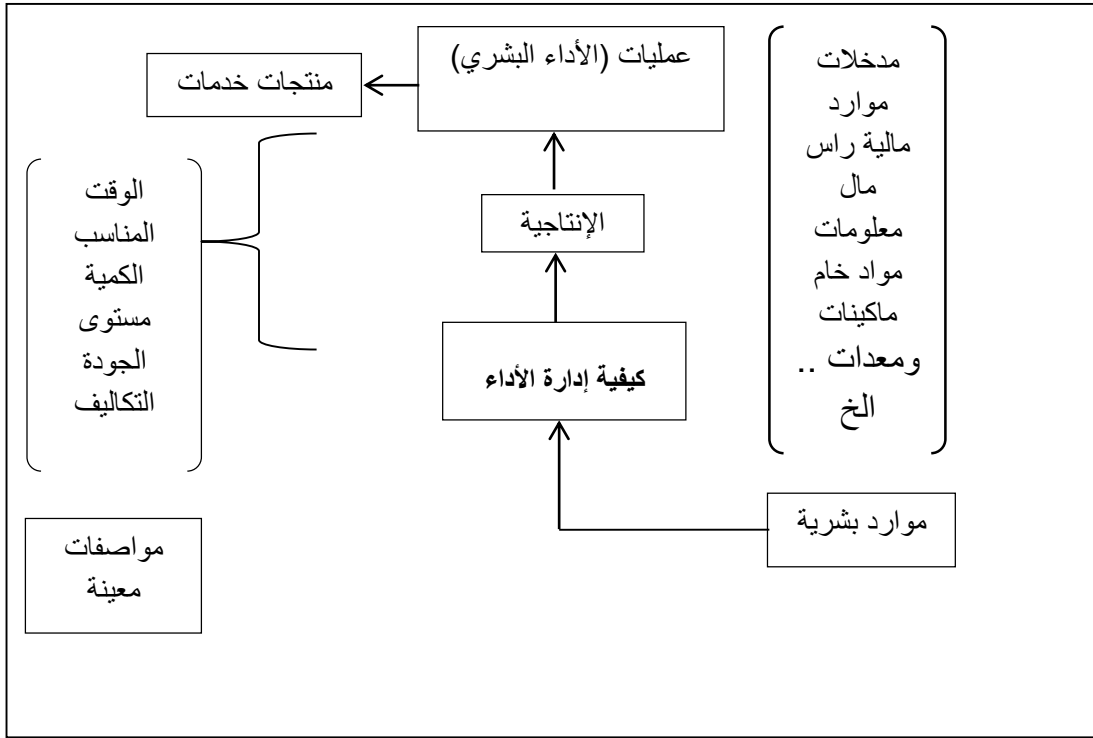 عمليات (الأداء البشري)
منتجات خدمات
مدخلات
موارد
مالية راس
مال
معلومات
مواد خام
ماكينات
ومعدات ..
الخ
الوقت
المناسب
الكمية
مستوى
الجودة
التكاليف
الإنتاجية
كيفية إدارة الأداء
موارد بشرية
مواصفات
معينة